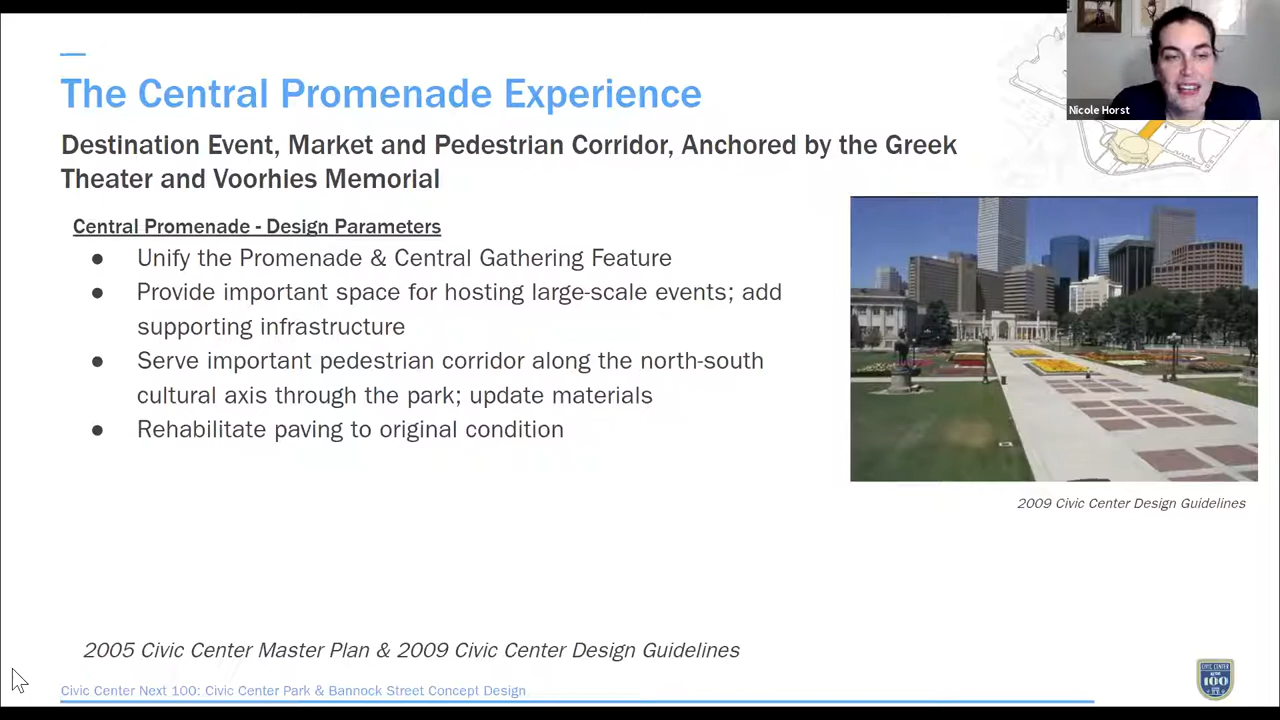 Nicole Horst
The Central Promenade Experience
Destination Event, Market and Pedestrian Corridor, Anchored by the Greek
Theater and Voorhies Memorial
Central Promenade - Design Parameters
● Unify the Promenade & Central Gathering Feature
● Provide important space for hosting large-scale events; add
supporting infrastructure
● Serve important pedestrian corridor along the north-south
cultural axis through the park; update materials
● Rehabilitate paving to original condition
2009 Civic Center Design Guidelines
2005 Civic Center Master Plan & 2009 Civic Center Design Guidelines
Civic Center Next 100: Civic Center Park & Bannock Street Concept Design
CIVIC CENTER
100